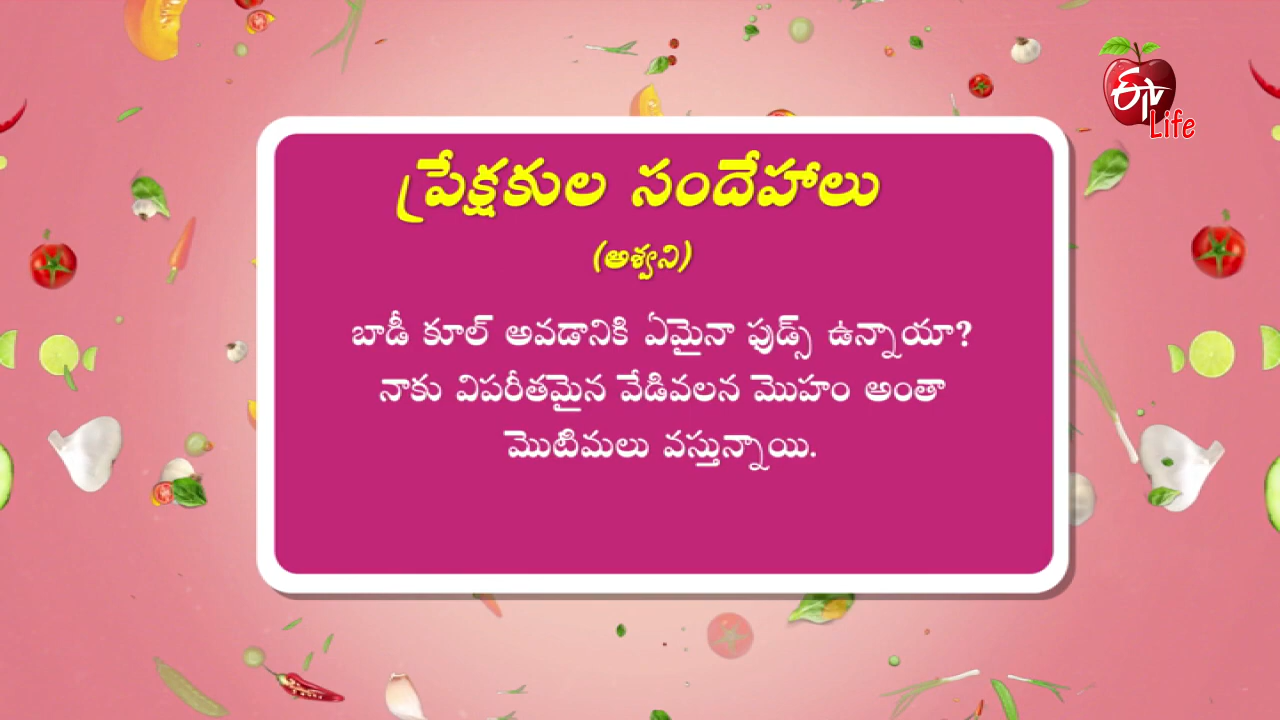 ETV
Life
ప్రేక్షకుల సందేహాలు
(అశ్వని)
బాడీ కూల్ అవడానికి ఏమైనా ఫుడ్స్ ఉన్నాయా?
నాకు విపరీతమైన వేడివలన మొహం అంతా
మొటిమలు వస్తున్నాయి.